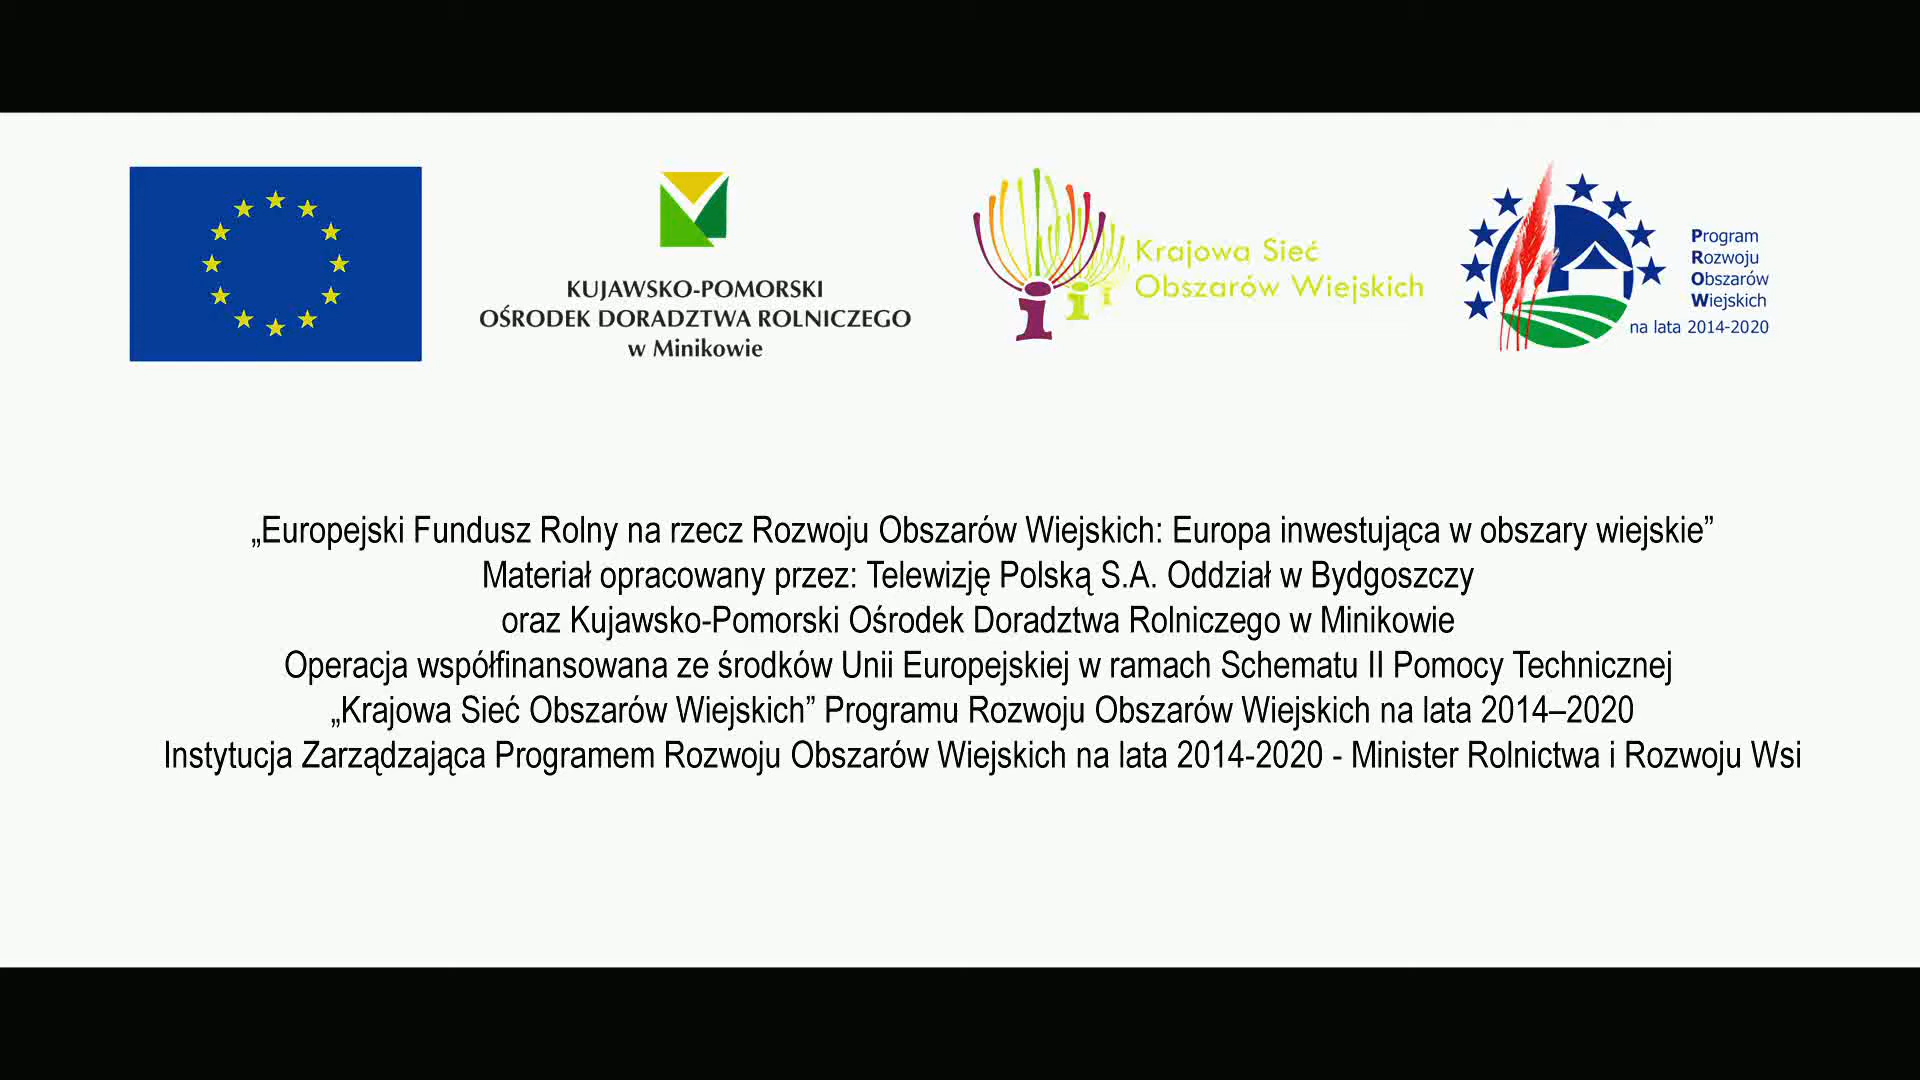 KUJAWSKO-POMORSKI
OŚRODEK DORADZTWA ROLNICZEGO
w Minikowie
Krajowa Sieć
Obszarów Wiejskich
Program
Rozwoju
Obszarów
Wiejskich
na lata 2014-2020
„Europejski Fundusz Rolny na rzecz Rozwoju Obszarów Wiejskich: Europa inwestująca w obszary wiejskie”
Materiał opracowany przez: Telewizję Polską S.A. Oddział w Bydgoszczy
oraz Kujawsko-Pomorski Ośrodek Doradztwa Rolniczego w Minikowie
Operacja współfinansowana ze środków Unii Europejskiej w ramach Schematu II Pomocy Technicznej
„Krajowa Sieć Obszarów Wiejskich” Programu Rozwoju Obszarów Wiejskich na lata 2014–2020
Instytucja Zarządzająca Programem Rozwoju Obszarów Wiejskich na lata 2014-2020 - Minister Rolnictwa i Rozwoju Wsi